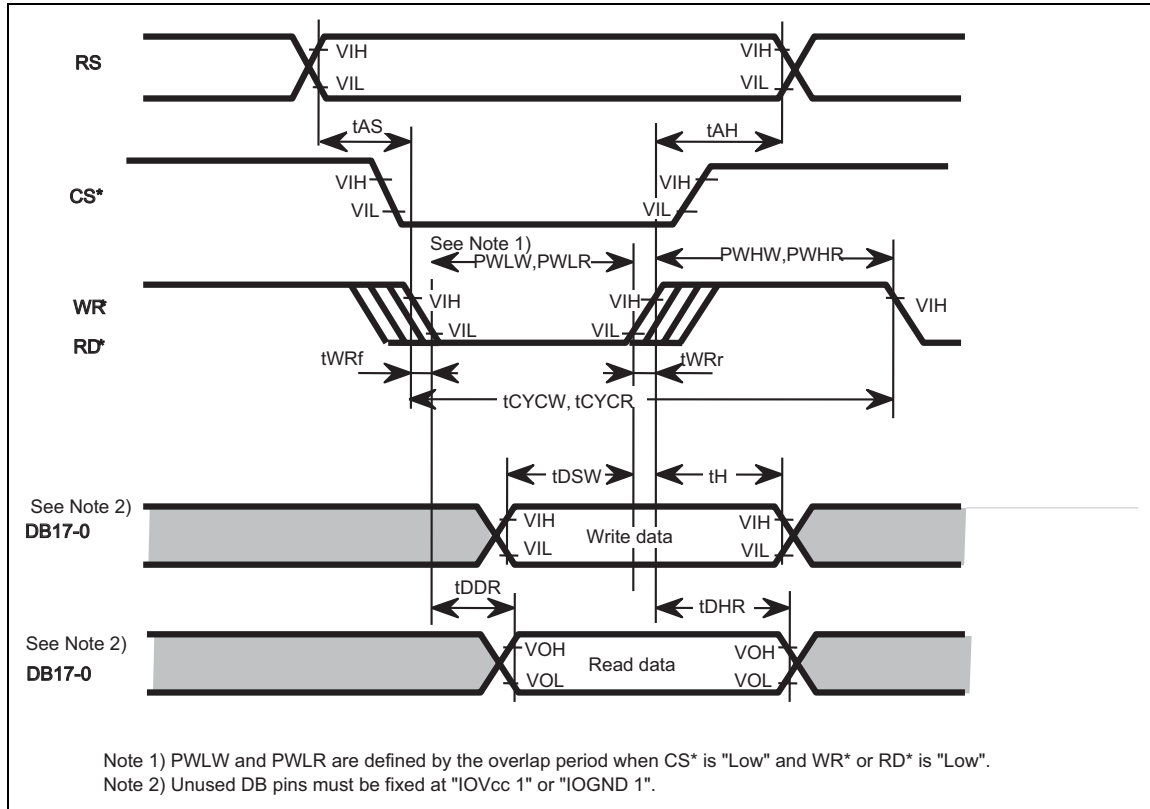 RS
VIH
VIH
VIL
VIL
tAS
tAH
CS*
VIH
VIH
VIL
VIL
See Note 1)
PWLW,PWLR
PWHW,PWHR
WR*
VIH
VIH
VIH
VIL
VIL
RD*
tWRf
tWRr
tCYCW, tCYCR
tDSW
tH
See Note 2)
DB17-0
VIH
VIH
Write data
VIL
VIL
tDDR
tDHR
See Note 2)
DB17-0
VOH
VOH
Read data
VOL
VOL
Note 1) PWLW and PWLR are defined by the overlap period when CS* is "Low" and WR* or RD* is "Low".
Note 2) Unused DB pins must be fixed at "IOVcc 1" or "IOGND 1".